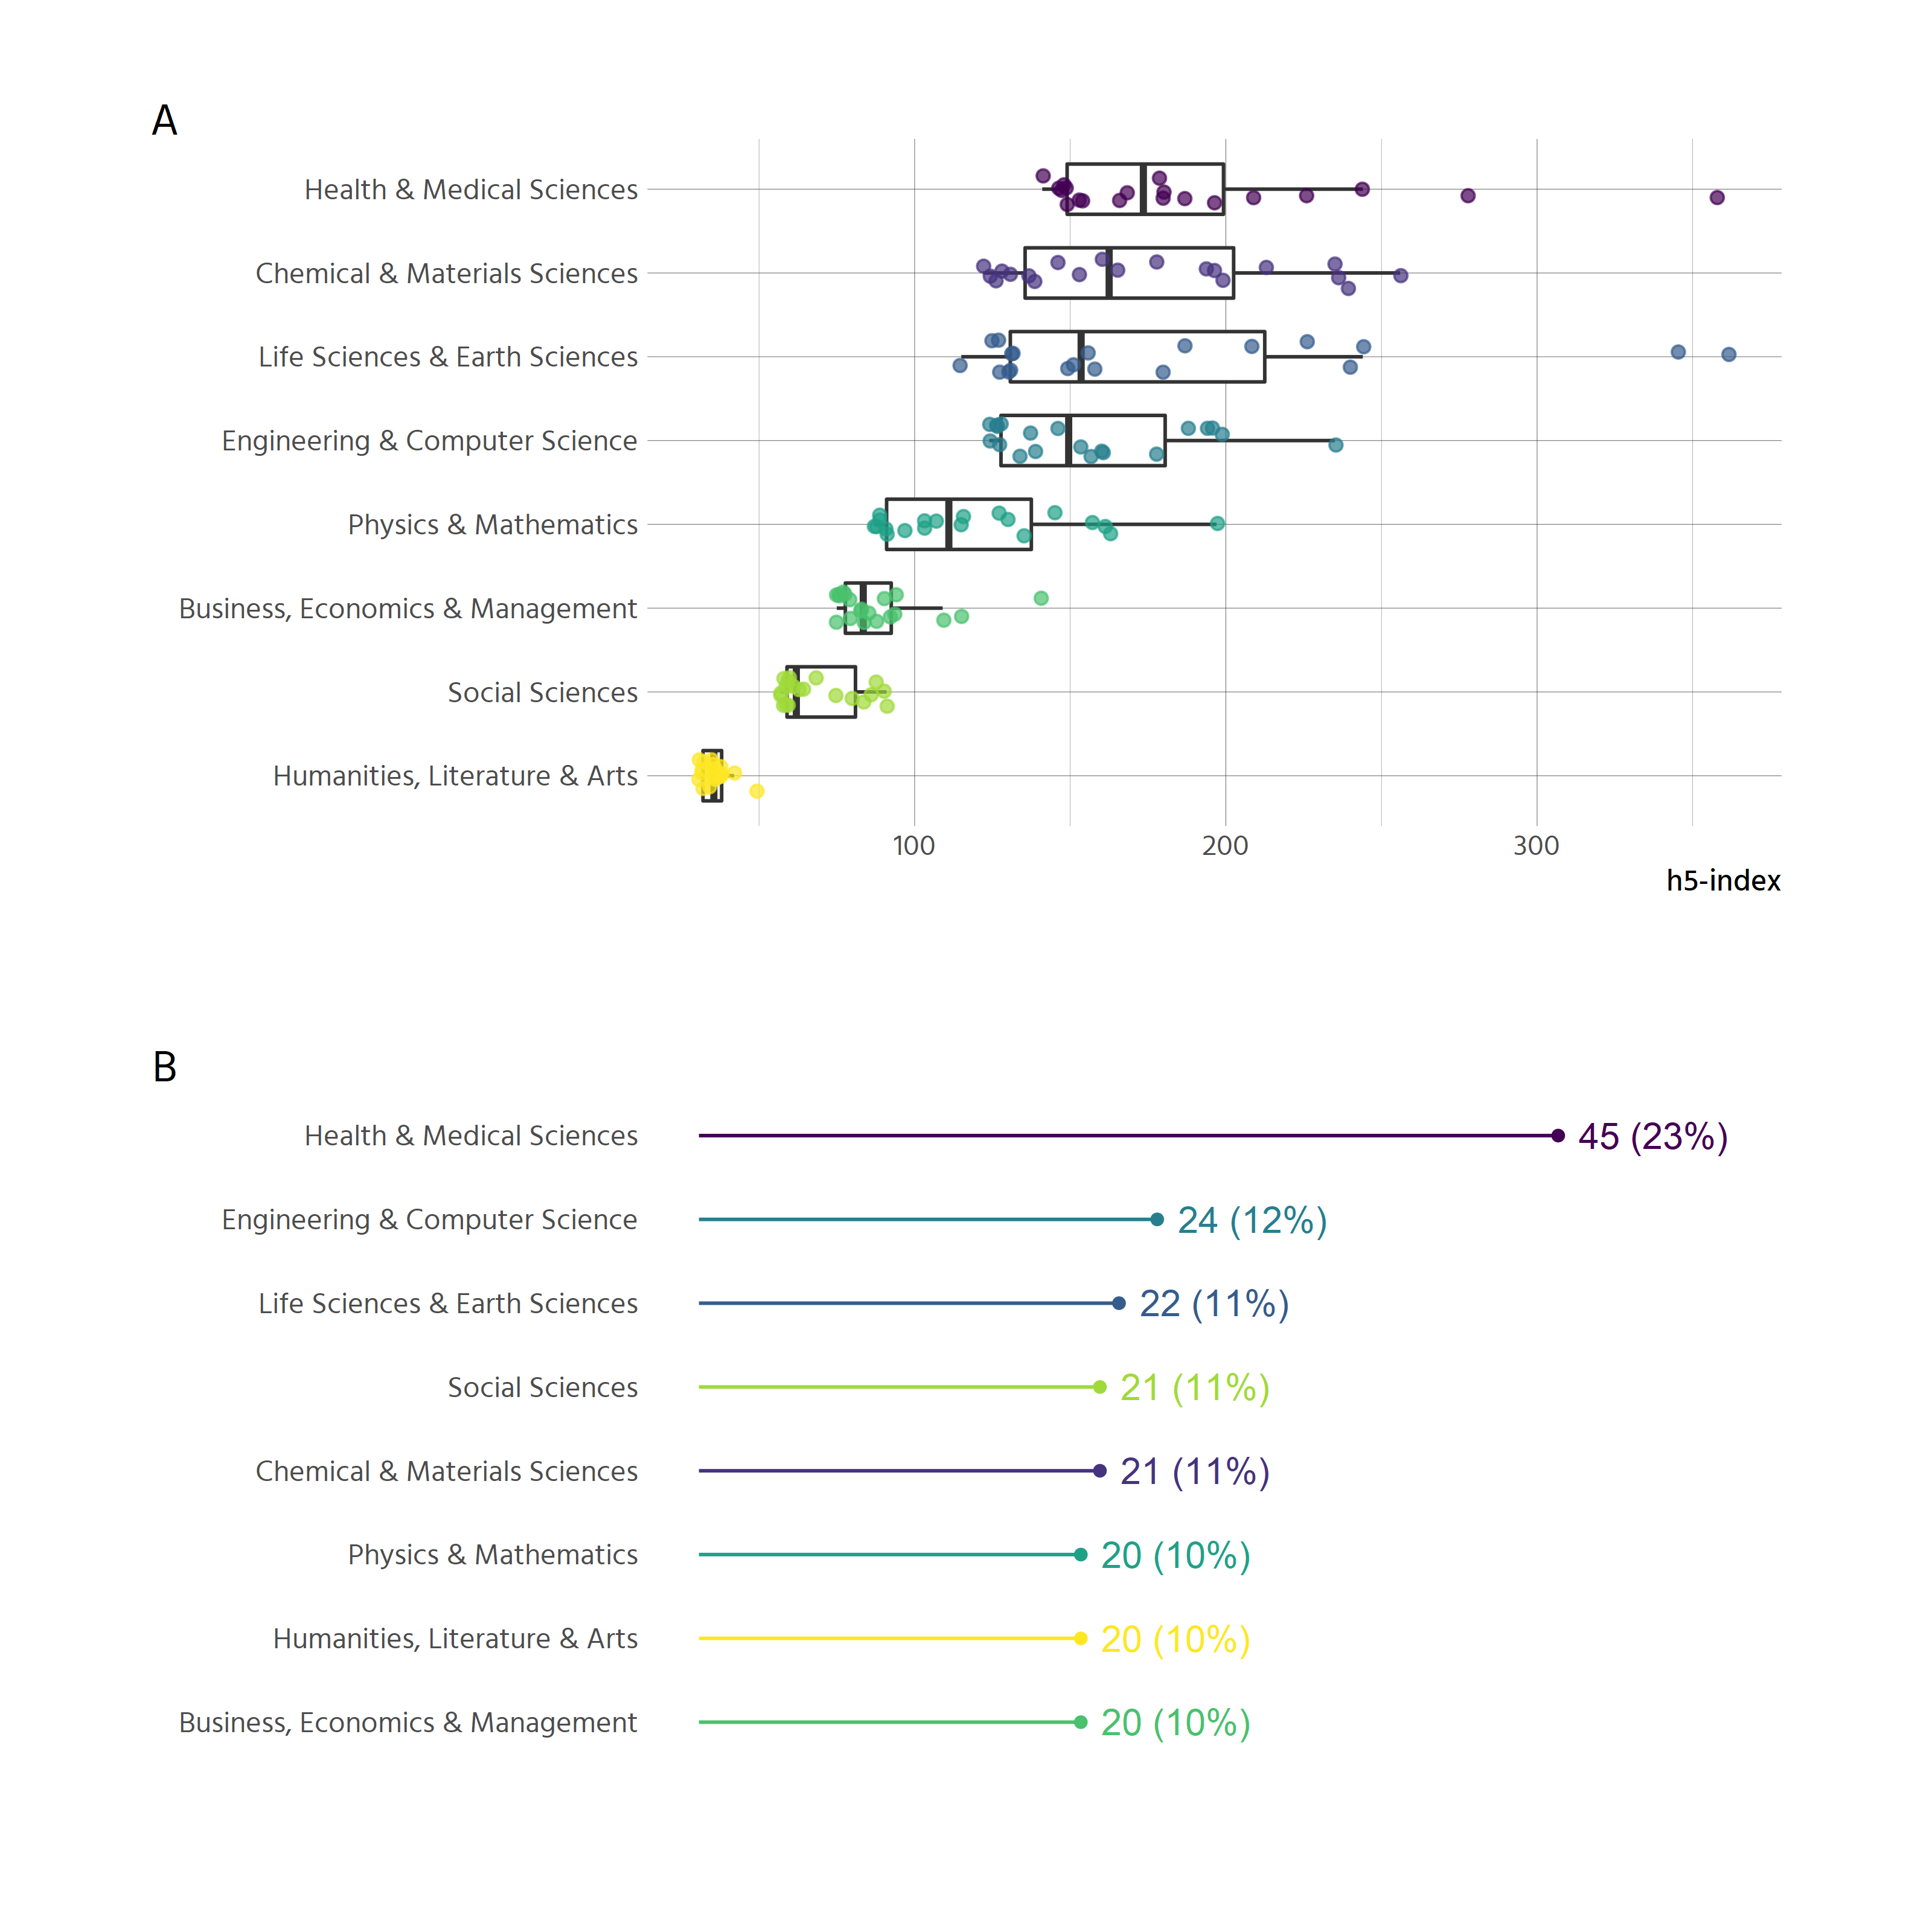 A
Health & Medical Sciences
Chemical & Materials Sciences
Life Sciences & Earth Sciences
Engineering & Computer Science
Physics & Mathematics
Business, Economics & Management
Social Sciences
Humanities, Literature & Arts
100 200 300
h5-index
B
Health & Medical Sciences 45 (23%)
Engineering & Computer Science 24 (12%)
Life Sciences & Earth Sciences 22 (11%)
Social Sciences 21 (11%)
Chemical & Materials Sciences 21 (11%)
Physics & Mathematics 20 (10%)
Humanities, Literature & Arts 20 (10%)
Business, Economics & Management 20 (10%)